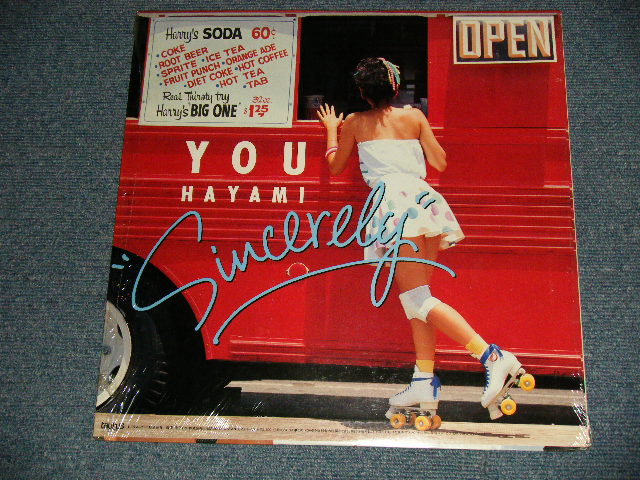 Harry's SODA 60¢
• COKE
• ROOT BEER
• SPRITE • ICE TEA
• FRUIT PUNCH • ORANGE ADE
• DIET COKE • HOT COFFEE
• HOT TEA
• TAB
Real Thirsty try 32oz.
Harry's BIG ONE $1.25
OPEN
YOU
HAYAMI
"Sincerely"